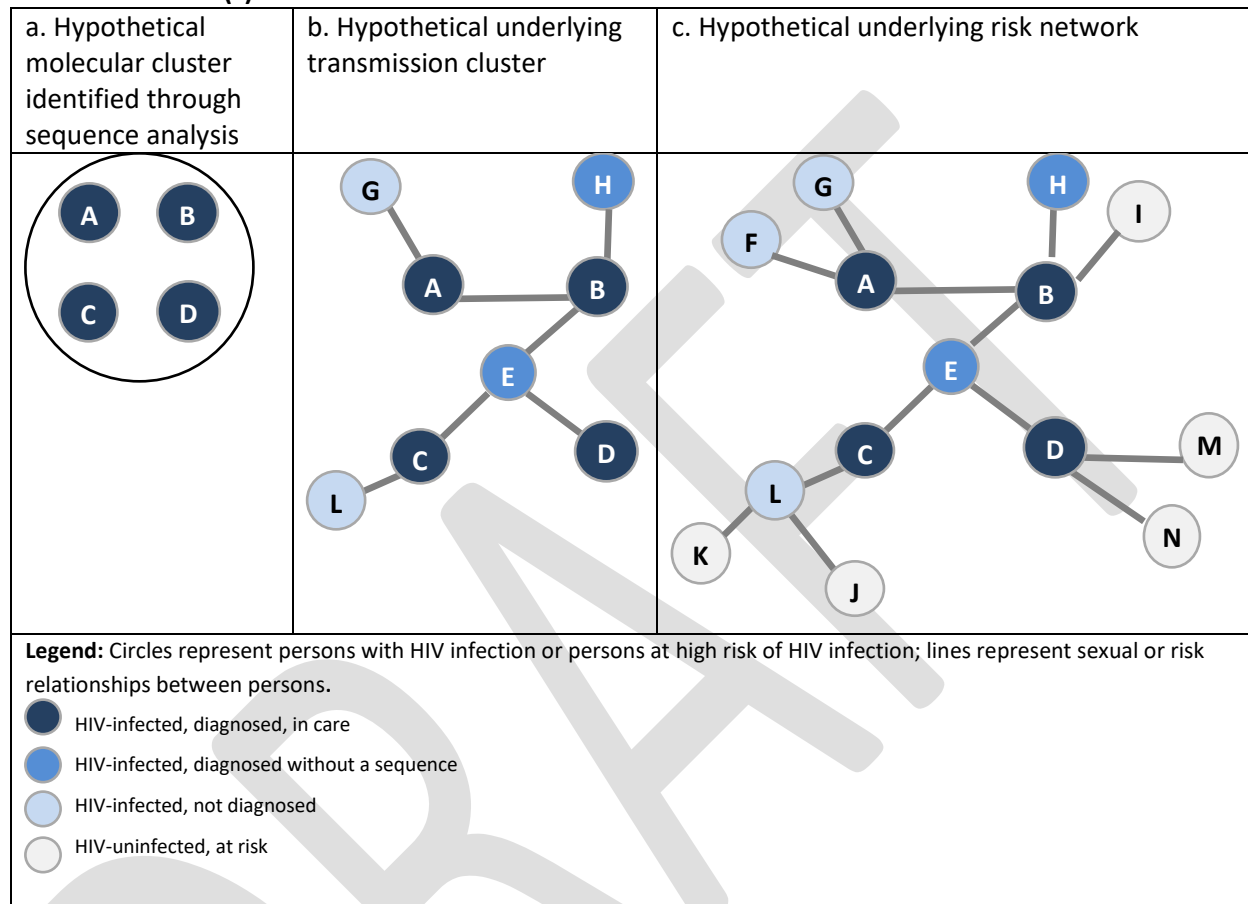 a. Hypothetical
molecular cluster
identified through
sequence analysis
b. Hypothetical underlying
transmission cluster
c. Hypothetical underlying risk network
A
B
C
D
G
H
A
B
E
C
D
L
G
H
F
I
A
B
E
C
D
M
L
N
K
J
Legend: Circles represent persons with HIV infection or persons at high risk of HIV infection; lines represent sexual or risk
relationships between persons.
HIV-infected, diagnosed, in care
HIV-infected, diagnosed without a sequence
HIV-infected, not diagnosed
HIV-uninfected, at risk
DRAFT